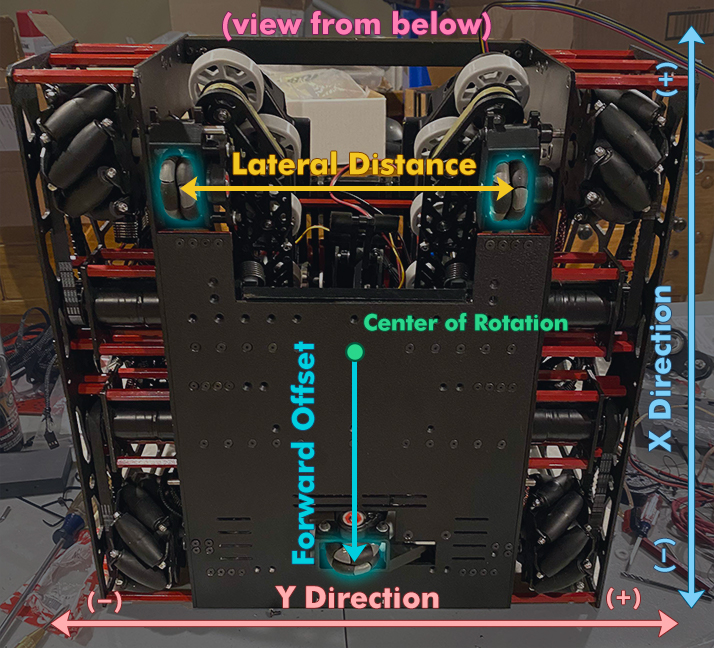 (view from below)
(+)
Lateral Distance
Center of Rotation
Forward Offset
X Direction
(−)
(−)
Y Direction
(+)